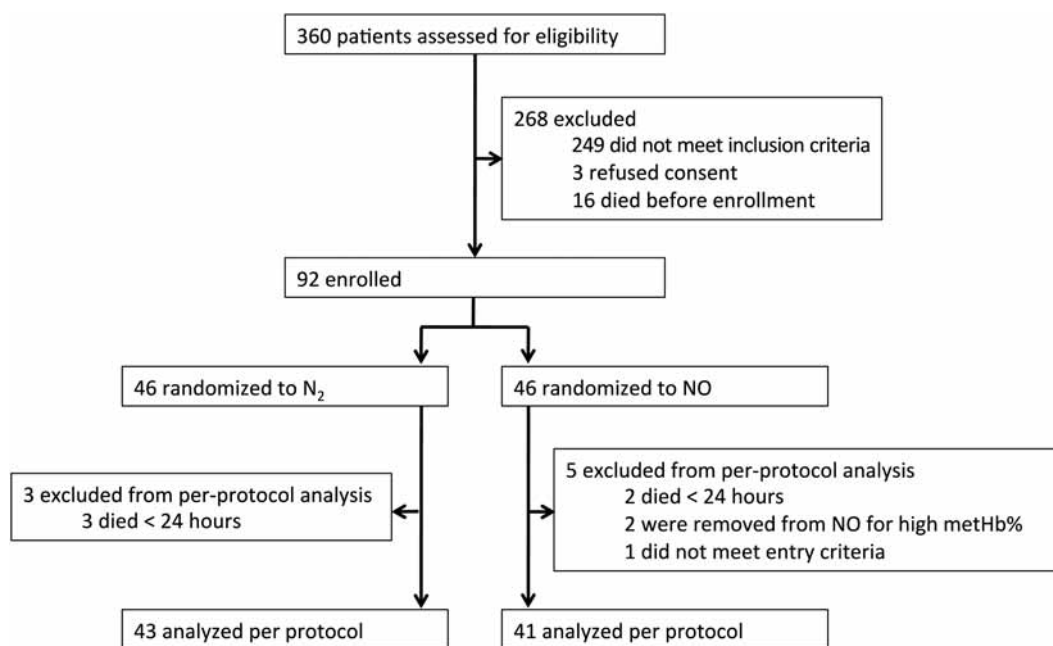 360 patients assessed for eligibility
268 excluded
249 did not meet inclusion criteria
3 refused consent
16 died before enrollment
92 enrolled
46 randomized to N₂
46 randomized to NO
3 excluded from per-protocol analysis
3 died < 24 hours
5 excluded from per-protocol analysis
2 died < 24 hours
2 were removed from NO for high metHb%
1 did not meet entry criteria
43 analyzed per protocol
41 analyzed per protocol